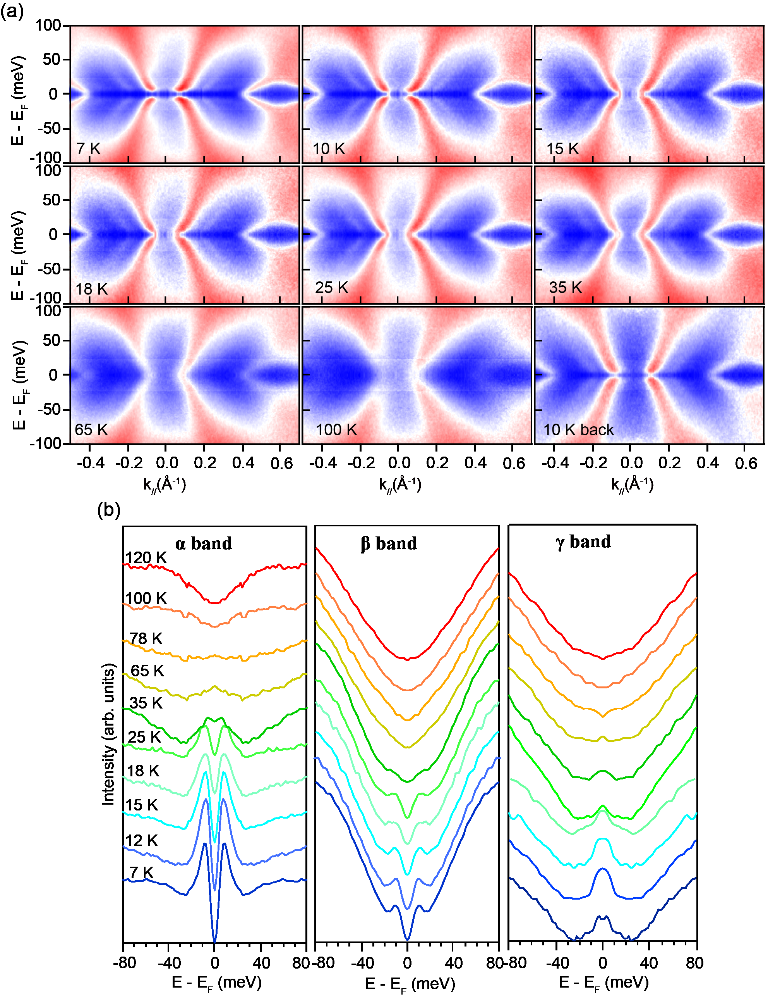 (a)
100
50
0
-50
-100
E - EF (meV)
7 K
10 K
15 K
100
50
0
-50
-100
E - EF (meV)
18 K
25 K
35 K
100
50
0
-50
-100
E - EF (meV)
65 K
100 K
10 K back
-0.4 -0.2 0.0 0.2 0.4 0.6
-0.4 -0.2 0.0 0.2 0.4 0.6
-0.4 -0.2 0.0 0.2 0.4 0.6
k//(Å-1)
k//(Å-1)
k//(Å-1)
(b)
Intensity (arb. units)
α band
120 K
100 K
78 K
65 K
35 K
25 K
18 K
15 K
12 K
7 K
β band
γ band
-80 -40 0 40 80
-80 -40 0 40 80
-80 -40 0 40 80
E - EF (meV)
E - EF (meV)
E - EF (meV)